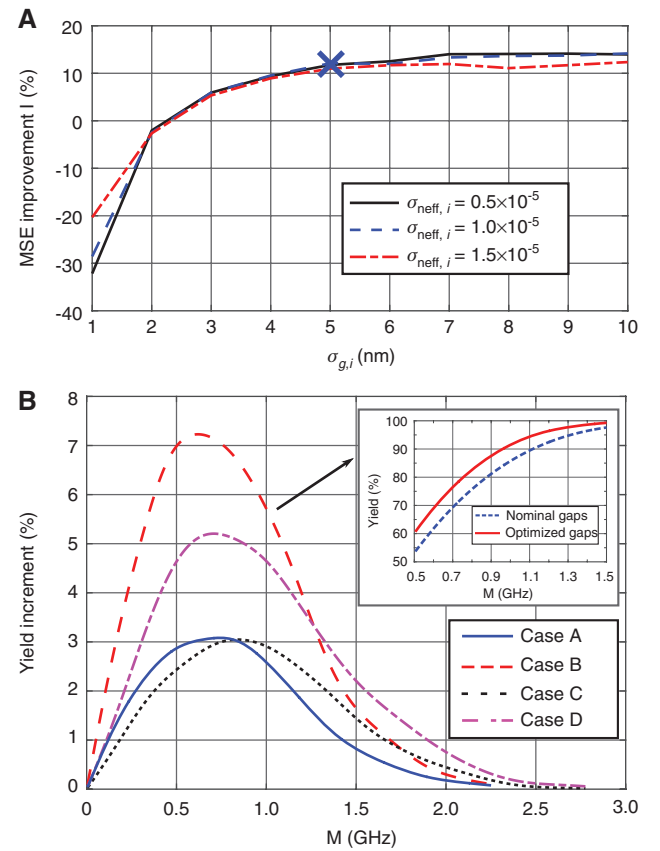 A
MSE improvement I (%)
20
10
0
-10
-20
-30
-40
σneff, i = 0.5×10-5
σneff, i = 1.0×10-5
σneff, i = 1.5×10-5
1 2 3 4 5 6 7 8 9 10
σg,i (nm)
B
Yield increment (%)
8
7
6
5
4
3
2
1
0
Yield (%)
100
90
80
70
60
50
Nominal gaps
Optimized gaps
0.5 0.7 0.9 1.1 1.3 1.5
M (GHz)
Case A
Case B
Case C
Case D
0 0.5 1.0 1.5 2.0 2.5 3.0
M (GHz)